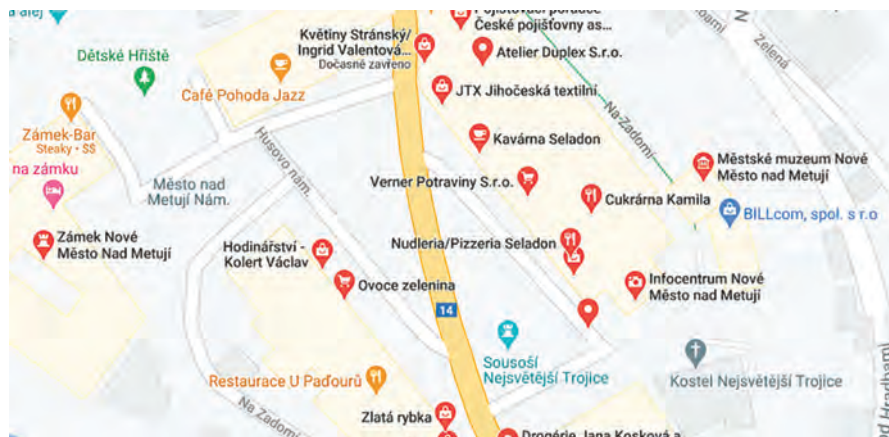 Pojišťovací poradce
České pojišťovny as...
Květiny Stránský/
Ingrid Valentová...
Dočasně zavřeno
Atelier Duplex S.r.o.
Zelená
Dětské Hřiště
Café Pohoda Jazz
JTX Jihočeská textilní
Na Zadomí
Zámek-Bar
Steaky • $$
Husovo nám.
Kavárna Seladon
na zámku
Město nad
Metují Nám.
Verner Potraviny S.r.o.
Městské muzeum Nové
Město nad Metují
Cukrárna Kamila
BILLcom, spol. s r.o
Zámek Nové
Město Nad Metují
Hodinářství -
Kolert Václav
Nudleria/Pizzeria Seladon
Ovoce zelenina
Infocentrum Nové
Město nad Metují
14
Sousoší
Nejsvětější Trojice
Restaurace U Paďourů
Kostel Nejsvětější Trojice
Na Zadomí
Zlatá rybka
Drogérie Jana Kosková a